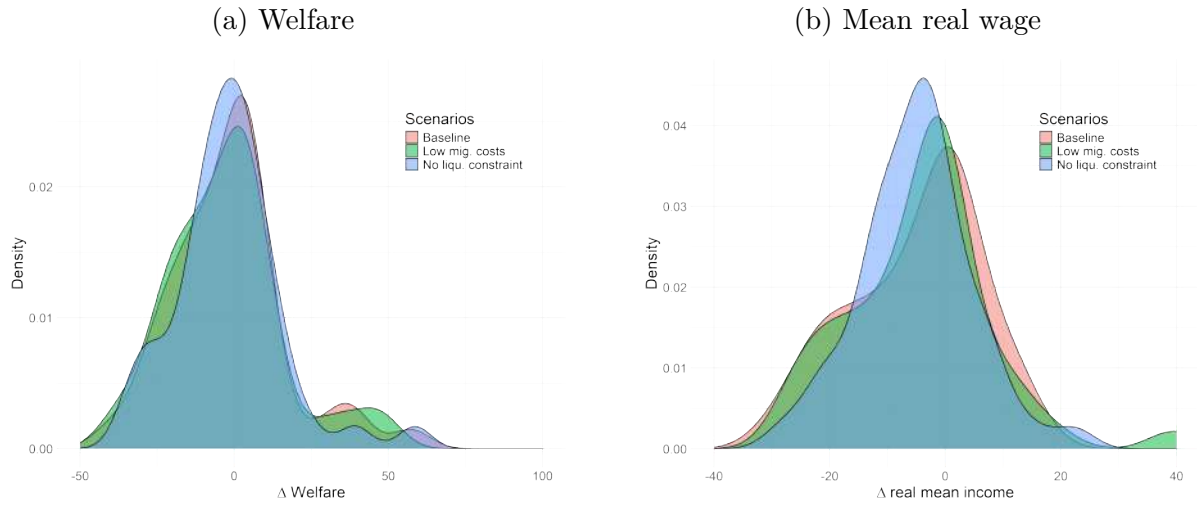 (a) Welfare
Density
0.02
0.01
0.00
-50
0
50
100
Δ Welfare
Scenarios
Baseline
Low mig. costs
No liqu. constraint
(b) Mean real wage
Density
0.04
0.03
0.02
0.01
0.00
-40
-20
0
20
40
Δ real mean income
Scenarios
Baseline
Low mig. costs
No liqu. constraint